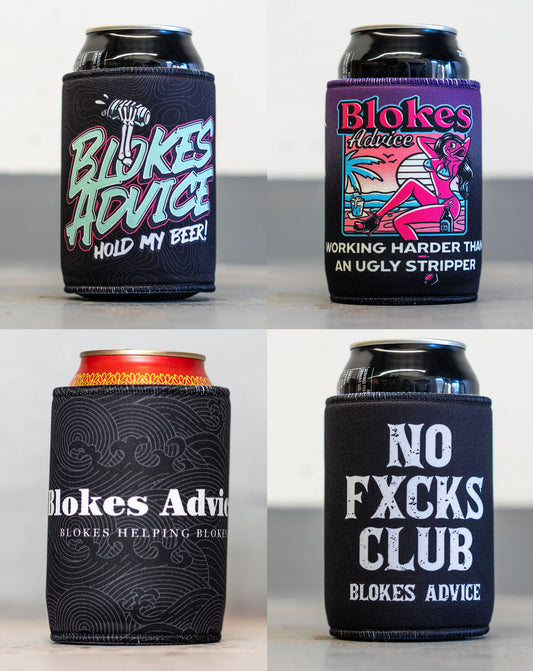 BLOKES
ADVICE
HOLD MY BEER!
Blokes
Advice
WORKING HARDER THAN
AN UGLY STRIPPER
Blokes Advic
BLOKES HELPING BLOKES
NO
FXCKS
CLUB
BLOKES ADVICE